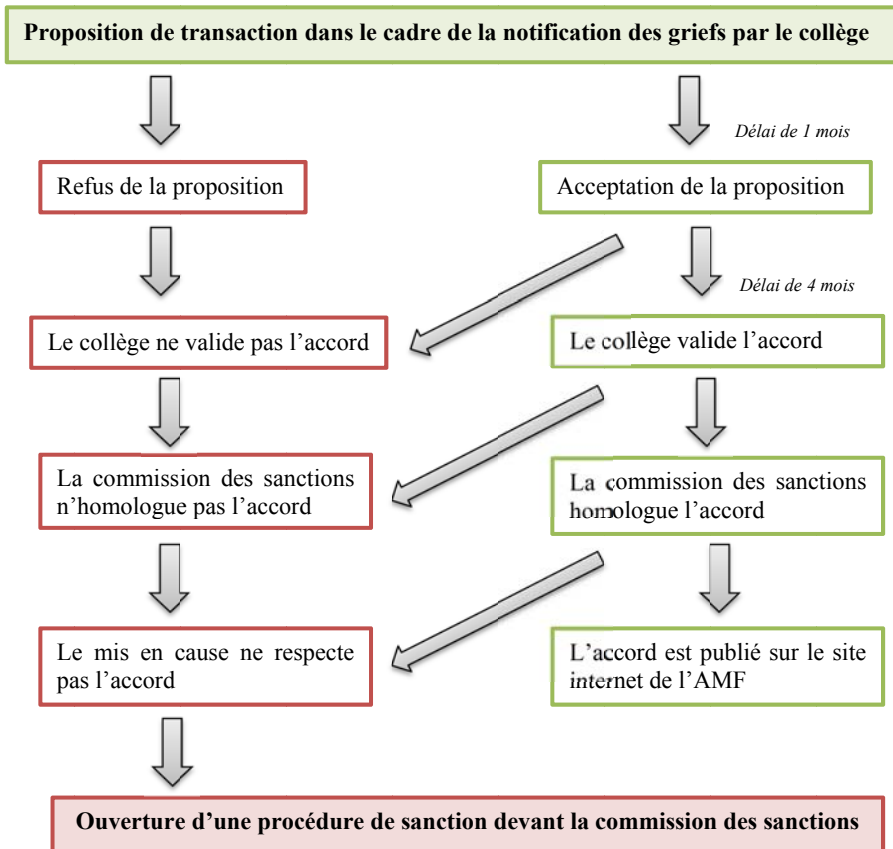 Proposition de transaction dans le cadre de la notification des griefs par le collège
Délai de 1 mois
Refus de la proposition
Acceptation de la proposition
Délai de 4 mois
Le collège ne valide pas l’accord
Le collège valide l’accord
La commission des sanctions
n’homologue pas l’accord
La commission des sanctions
homologue l’accord
Le mis en cause ne respecte
pas l’accord
L’accord est publié sur le site
internet de l’AMF
Ouverture d’une procédure de sanction devant la commission des sanctions